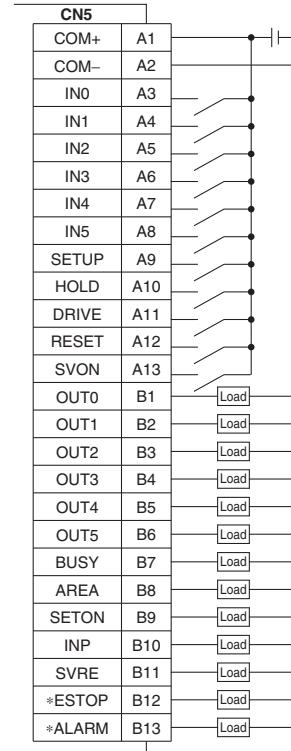 CN5
COM+ A1
COM− A2
IN0 A3
IN1 A4
IN2 A5
IN3 A6
IN4 A7
IN5 A8
SETUP A9
HOLD A10
DRIVE A11
RESET A12
SVON A13
OUT0 B1 Load
OUT1 B2 Load
OUT2 B3 Load
OUT3 B4 Load
OUT4 B5 Load
OUT5 B6 Load
BUSY B7 Load
AREA B8 Load
SETON B9 Load
INP B10 Load
SVRE B11 Load
∗ESTOP B12 Load
∗ALARM B13 Load